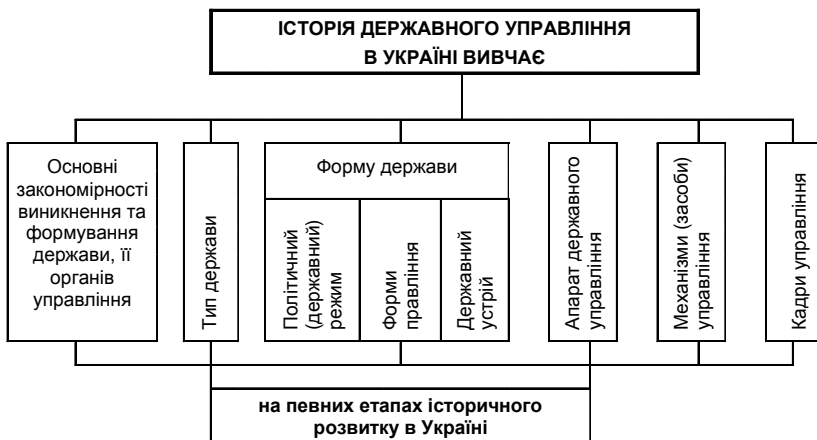 ІСТОРІЯ ДЕРЖАВНОГО УПРАВЛІННЯ
В УКРАЇНІ ВИВЧАЄ
Основні
закономірності
виникнення та
формування
держави, її
органів
управління
Тип держави
Форму держави
Політичний
(державний)
режим
Форми
правління
Державний
устрій
Апарат державного
управління
Механізми (засоби)
управління
Кадри управління
на певних етапах історичного
розвитку в Україні